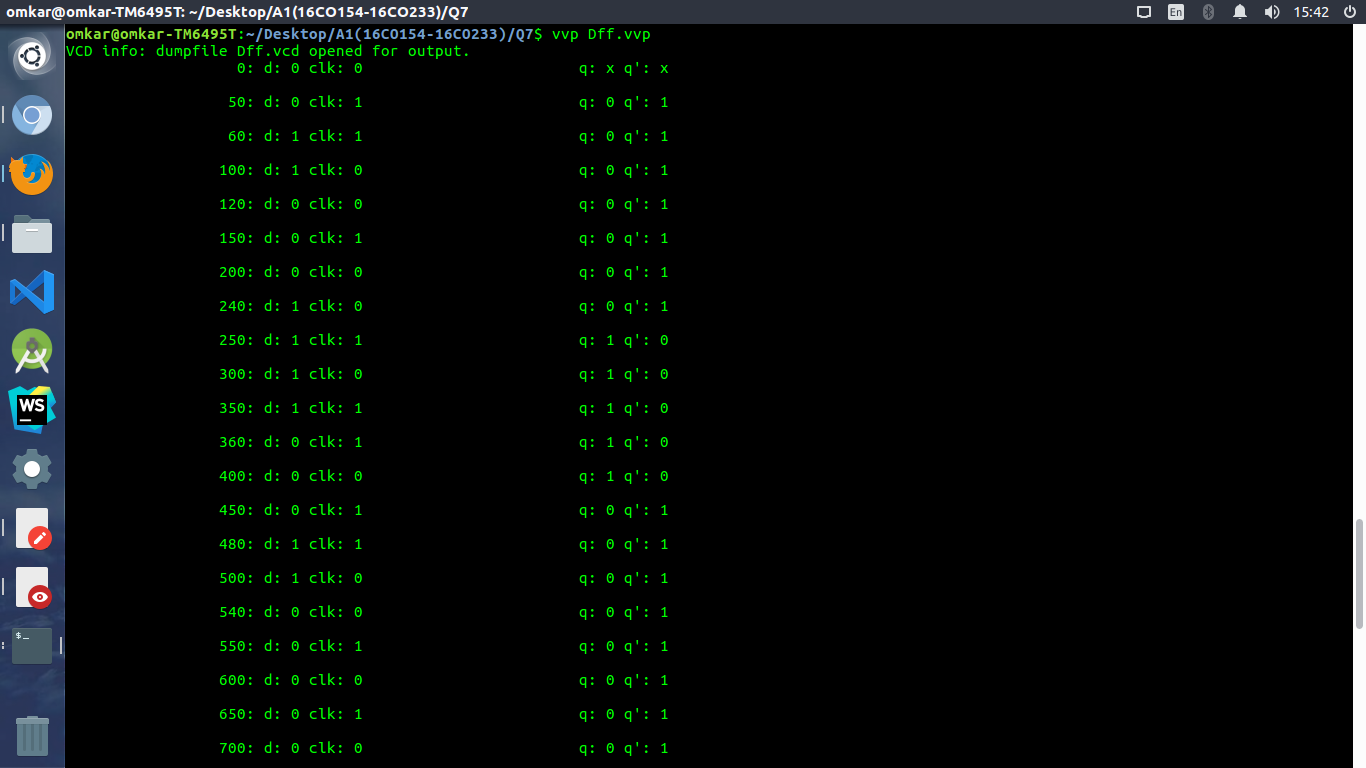 omkar@omkar-TM6495T: ~/Desktop/A1(16CO154-16CO233)/Q7
En
15:42
omkar@omkar-TM6495T:~/Desktop/A1(16CO154-16CO233)/Q7$ vvp Dff.vvp
VCD info: dumpfile Dff.vcd opened for output.
0: d: 0 clk: 0 q: x q': x
50: d: 0 clk: 1 q: 0 q': 1
60: d: 1 clk: 1 q: 0 q': 1
100: d: 1 clk: 0 q: 0 q': 1
120: d: 0 clk: 0 q: 0 q': 1
150: d: 0 clk: 1 q: 0 q': 1
200: d: 0 clk: 0 q: 0 q': 1
240: d: 1 clk: 0 q: 0 q': 1
250: d: 1 clk: 1 q: 1 q': 0
300: d: 1 clk: 0 q: 1 q': 0
350: d: 1 clk: 1 q: 1 q': 0
360: d: 0 clk: 1 q: 1 q': 0
400: d: 0 clk: 0 q: 1 q': 0
450: d: 0 clk: 1 q: 0 q': 1
480: d: 1 clk: 1 q: 0 q': 1
500: d: 1 clk: 0 q: 0 q': 1
540: d: 0 clk: 0 q: 0 q': 1
550: d: 0 clk: 1 q: 0 q': 1
600: d: 0 clk: 0 q: 0 q': 1
650: d: 0 clk: 1 q: 0 q': 1
700: d: 0 clk: 0 q: 0 q': 1
WS
$_